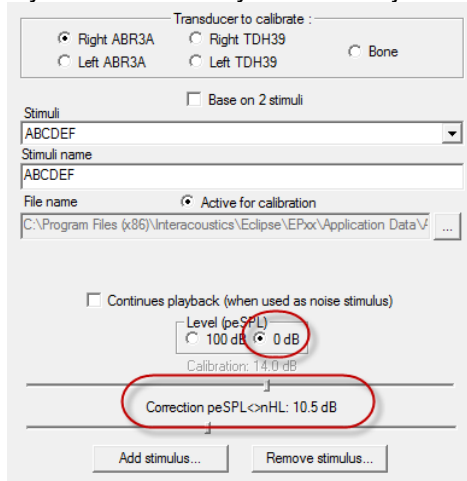 Transducer to calibrate :
Right ABR3A Right TDH39
Bone
Left ABR3A Left TDH39
Base on 2 stimuli
Stimuli
ABCDEF
Stimuli name
ABCDEF
File name Active for calibration
C:\Program Files (x86)\Interacoustics\Eclipse\EPxx\Application Data\ ...
Continues playback (when used as noise stimulus)
Level (peSPL)
100 dB 0 dB
Calibration: 14.0 dB
Correction peSPL<>nHL: 10.5 dB
Add stimulus... Remove stimulus...